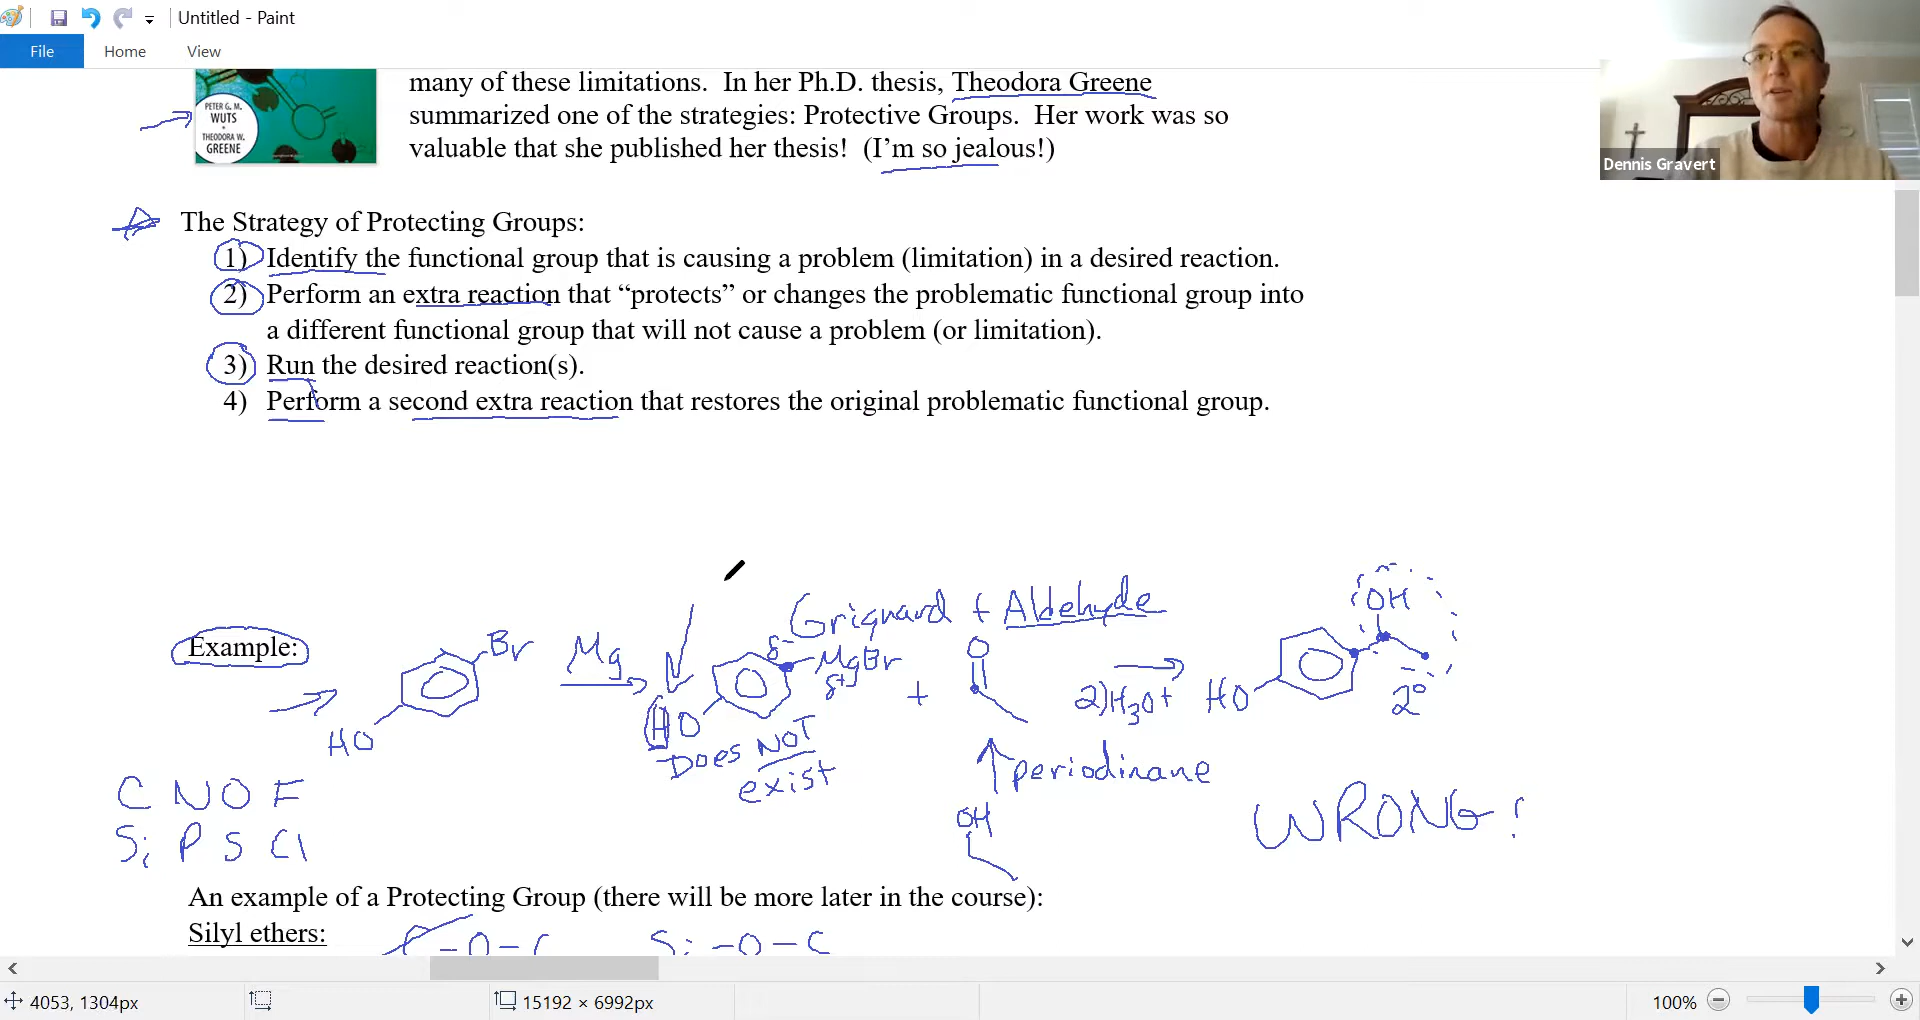 Untitled - Paint
File Home View
PETER G. M.
WUTS
THEODORA W.
GREENE
many of these limitations. In her Ph.D. thesis, Theodora Greene
summarized one of the strategies: Protective Groups. Her work was so
valuable that she published her thesis! (I'm so jealous!)
Dennis Gravert
The Strategy of Protecting Groups:
1) Identify the functional group that is causing a problem (limitation) in a desired reaction.
2) Perform an extra reaction that “protects” or changes the problematic functional group into
a different functional group that will not cause a problem (or limitation).
3) Run the desired reaction(s).
4) Perform a second extra reaction that restores the original problematic functional group.
Grignard + Aldehyde
OH
Example:
Br
Mg
δ-
MgBr
δ+
O
+
2) H3O+
HO
2°
HO
HO
Does NOT
exist
periodinane
OH
WRONG!
C N O F
Si P S Cl
An example of a Protecting Group (there will be more later in the course):
Silyl ethers:
C-O-C Si-O-C
4053, 1304px
15192 × 6992px
100%